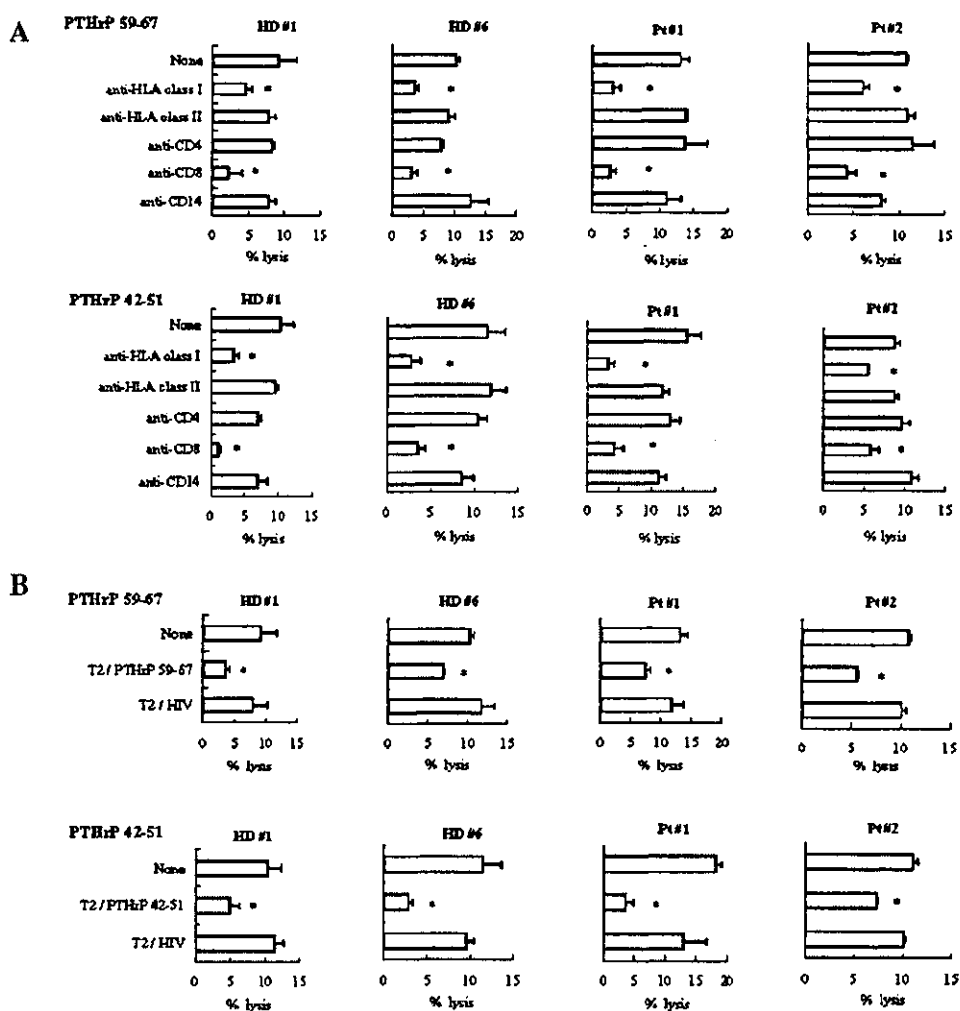 A
PTHrP 59-67
HD #1
HD #6
Pt#1
Pt#2
None
anti-HLA class I
*
*
*
*
anti-HLA class II
anti-CD4
anti-CD8
*
*
*
*
anti-CD14
0 5 10 15
0 5 10 15 20
0 5 10 15 20
0 5 10 15
% lysis
% lysis
% lysis
% lysis
PTHrP 42-51
HD #1
HD #6
Pt#1
Pt#2
None
anti-HLA class I
*
*
*
*
anti-HLA class II
anti-CD4
anti-CD8
*
*
*
*
anti-CD14
0 5 10 15
0 5 10 15
0 5 10 15 20
0 5 10 15
% lysis
% lysis
% lysis
% lysis
B
PTHrP 59-67
HD #1
HD #6
Pt#1
Pt#2
None
T2 / PTHrP 59-67
*
*
*
*
T2 / HIV
0 5 10 15
0 5 10 15
0 5 10 15 20
0 5 10 15
% lysis
% lysis
% lysis
% lysis
PTHrP 42-51
HD #1
HD #6
Pt#1
Pt#2
None
T2 / PTHrP 42-51
*
*
*
*
T2 / HIV
0 5 10 15
0 5 10 15
0 5 10 15 20
0 5 10 15
% lysis
% lysis
% lysis
% lysis